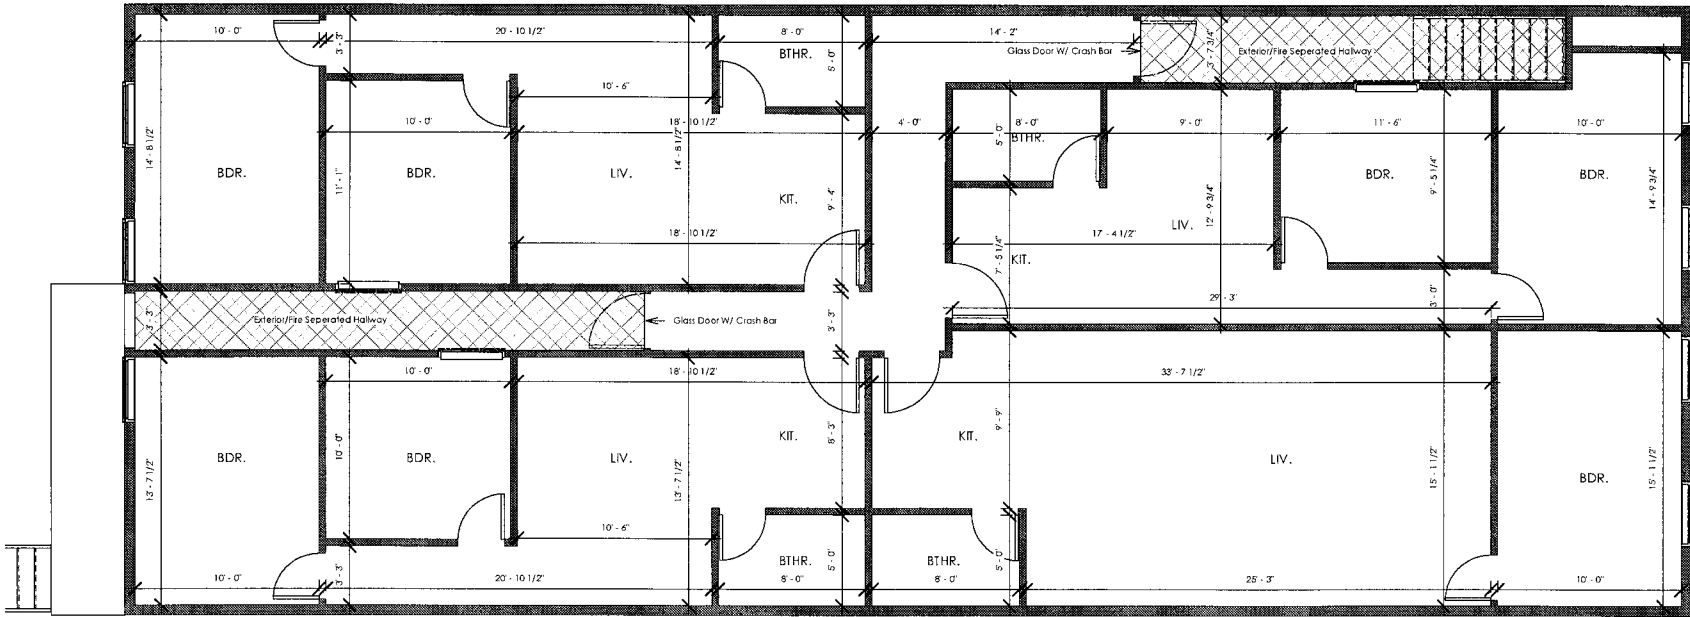 10' - 0"
20' - 10 1/2"
8' - 0"
14' - 2"
3' - 3"
BTHR.
5' - 0"
Glass Door W/ Crash Bar
3' - 7 3/4"
Exterior/Fire Seperated Hallway
10' - 6"
14' - 8 1/2"
10' - 0"
18' - 10 1/2"
14' - 8 1/2"
4' - 0"
8' - 0"
5' - 0"
BTHR.
9' - 0"
11' - 6"
10' - 0"
BDR.
11' - 1"
BDR.
LIV.
KIT.
9' - 4"
12' - 9 3/4"
BDR.
9' - 5 1/4"
BDR.
14' - 9 3/4"
18' - 10 1/2"
17' - 4 1/2"
LIV.
7' - 5 1/4"
KIT.
29' - 3"
3' - 0"
3' - 3"
Exterior/Fire Seperated Hallway
Glass Door W/ Crash Bar
3' - 3"
10' - 0"
18' - 10 1/2"
33' - 7 1/2"
BDR.
13' - 7 1/2"
10' - 0"
BDR.
LIV.
13' - 7 1/2"
KIT.
8' - 3"
KIT.
9' - 9"
LIV.
15' - 1 1/2"
BDR.
15' - 1 1/2"
10' - 6"
BTHR.
5' - 0"
BTHR.
5' - 0"
10' - 0"
3' - 3"
20' - 10 1/2"
8' - 0"
8' - 0"
25' - 3"
10' - 0"